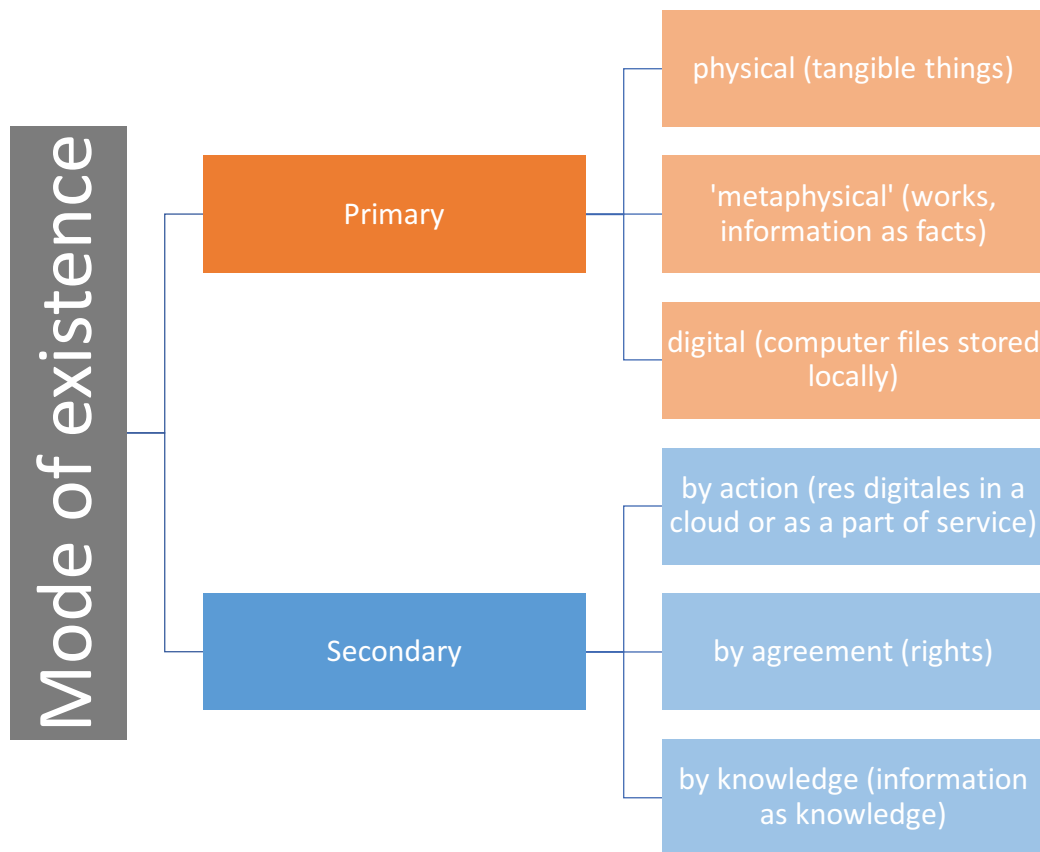 Mode of existence
Primary
physical (tangible things)
'metaphysical' (works,
information as facts)
digital (computer files stored
locally)
Secondary
by action (res digitales in a
cloud or as a part of service)
by agreement (rights)
by knowledge (information
as knowledge)